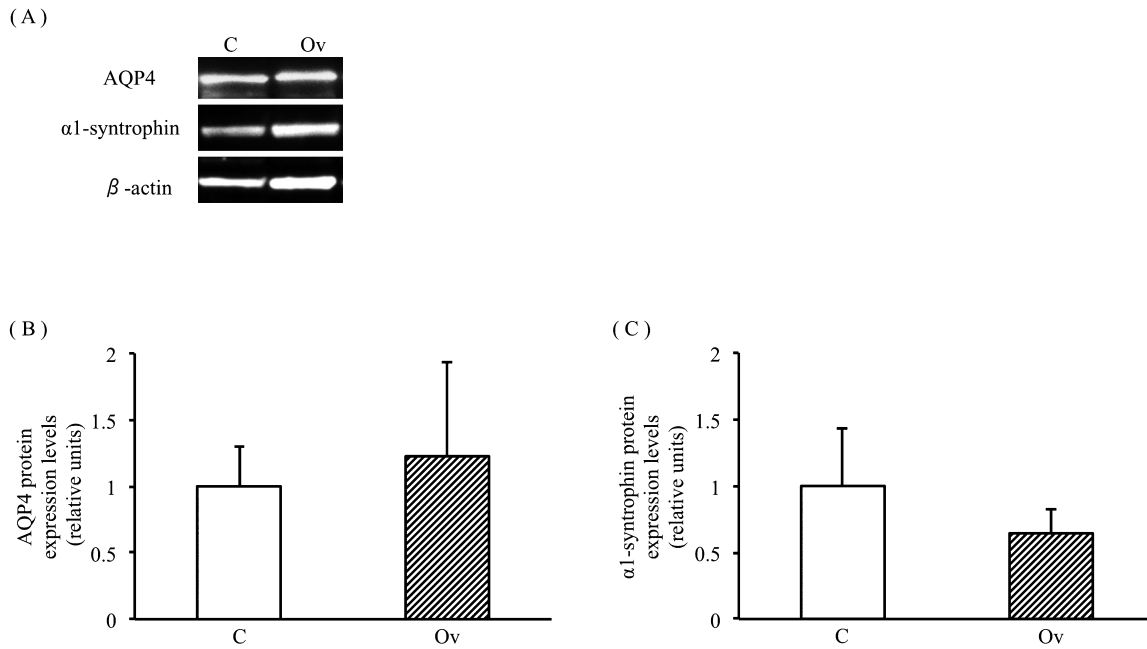 ( A )
C Ov
AQP4
α1-syntrophin
β-actin
( B )
AQP4 protein
expression levels
(relative units)
2
1.5
1
0.5
0
C Ov
( C )
α1-syntrophin protein
expression levels
(relative units)
2
1.5
1
0.5
0
C Ov